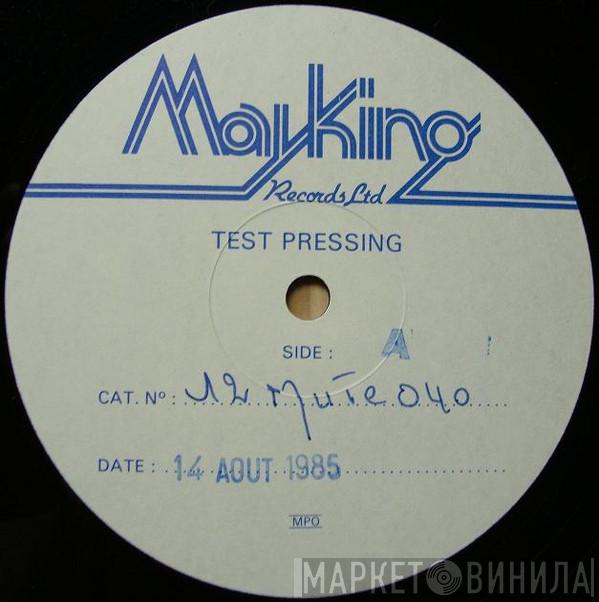 Mayking
Records Ltd
TEST PRESSING
SIDE : A
CAT. Nº : 12 Mute 040
DATE : 14 AOUT 1985
MPO
МАРКЕТ ВИНИЛА